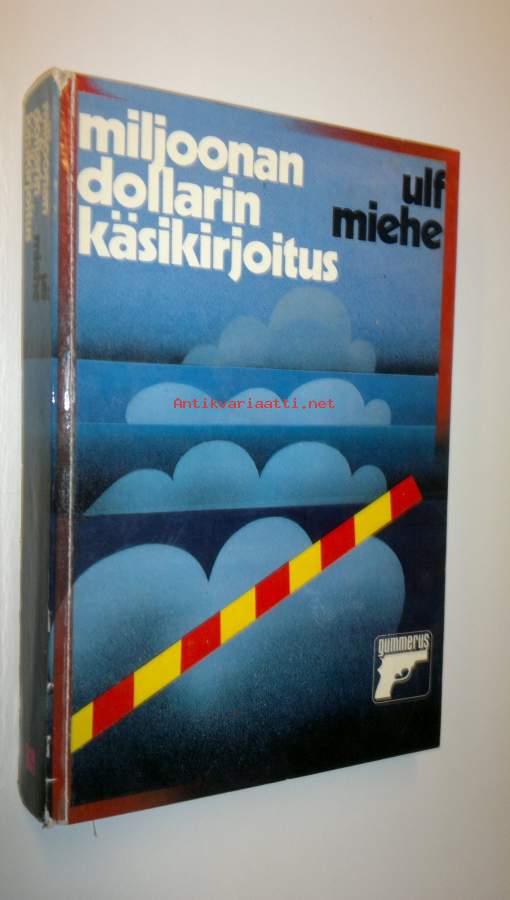 miljoonan
dollarin
käsikirjoitus
ulf
miehe
Antikvariaatti.net
gummerus